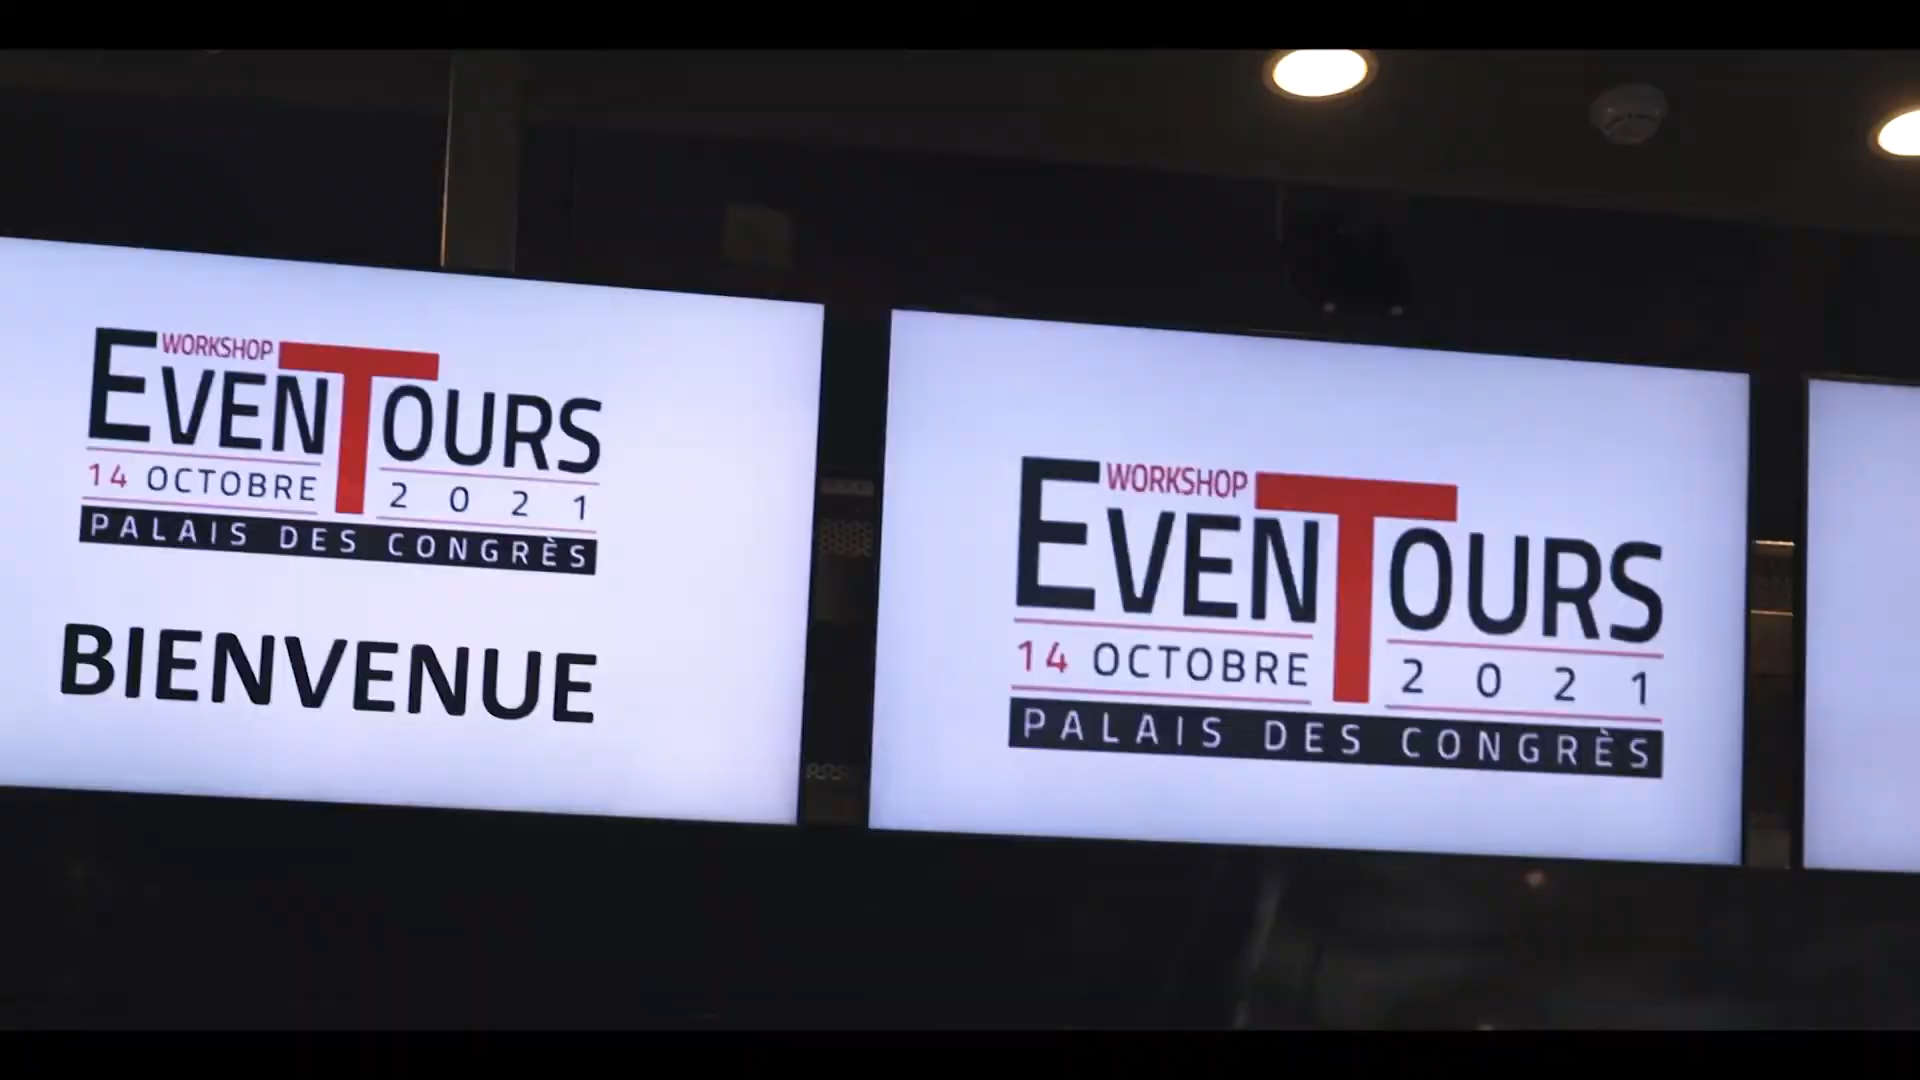 WORKSHOP
EVENTOURS
14 OCTOBRE 2021
PALAIS DES CONGRÈS
BIENVENUE
WORKSHOP
EVENTOURS
14 OCTOBRE 2021
PALAIS DES CONGRÈS